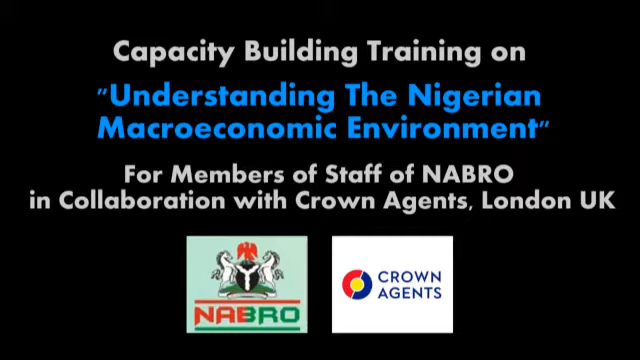 Capacity Building Training on
"Understanding The Nigerian
Macroeconomic Environment"
For Members of Staff of NABRO
in Collaboration with Crown Agents, London UK
NABRO
CROWN
AGENTS